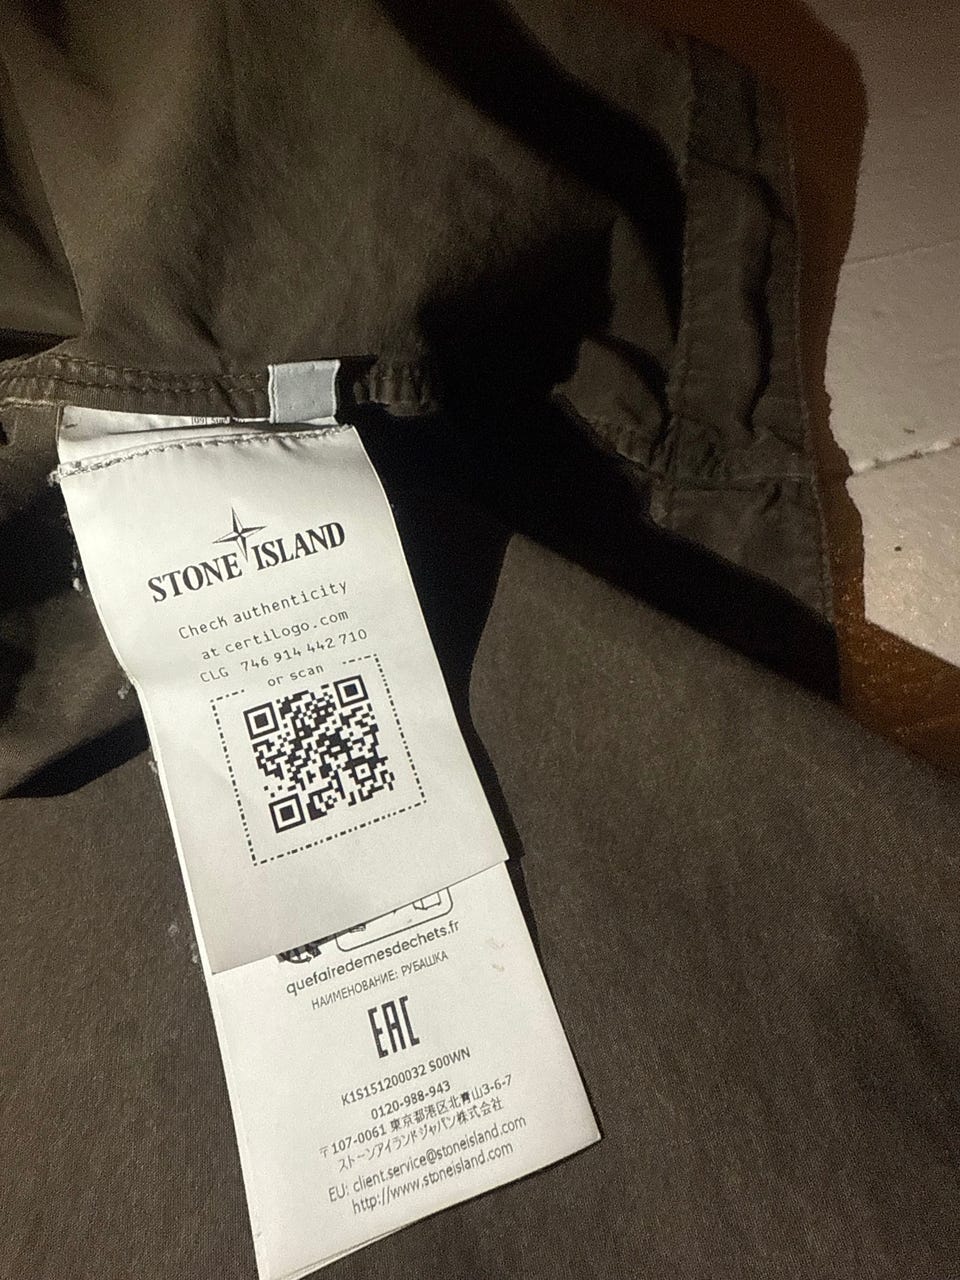 STONE ISLAND
Check authenticity
at certilogo.com
CLG 746 914 442 710
or scan
quefairedemesdechets.fr
НАИМЕНОВАНИЕ: РУБАШКА
EAC
K1S151200032 S00WN
0120-988-943
〒107-0061 東京都港区北青山3-6-7
ストーンアイランドジャパン株式会社
EU: client.service@stoneisland.com
http://www.stoneisland.com